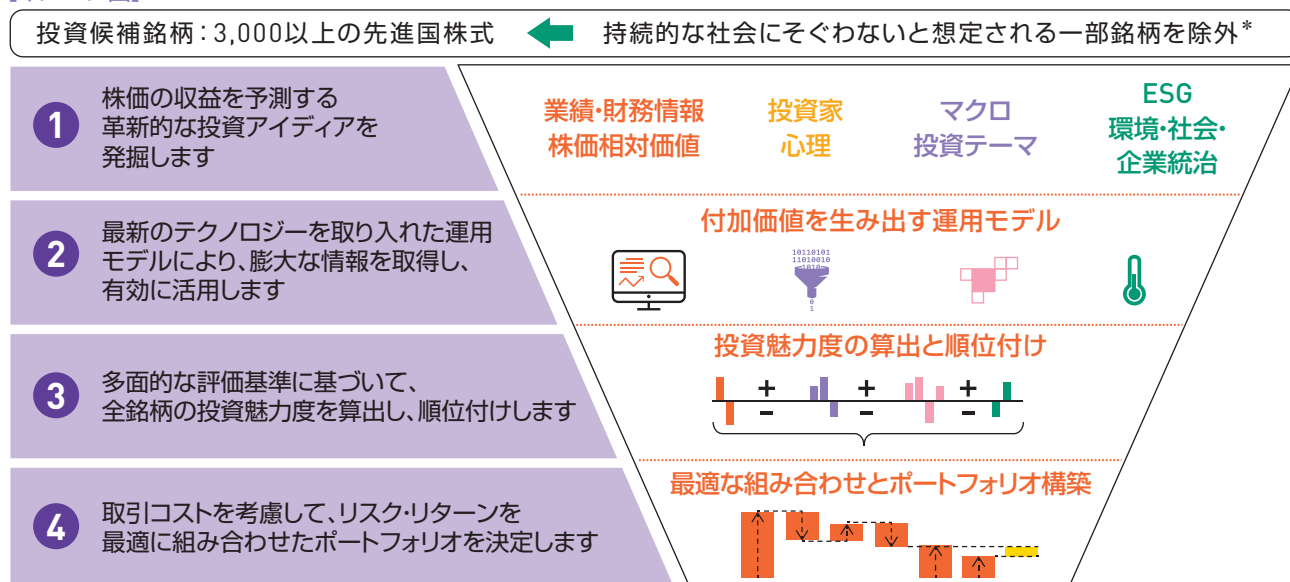 投資候補銘柄：3,000以上の先進国株式
持続的な社会にそぐわないと想定される一部銘柄を除外*
1
株価の収益を予測する
革新的な投資アイディアを
発掘します
業績・財務情報
株価相対価値
投資家
心理
マクロ
投資テーマ
ESG
環境・社会・
企業統治
2
最新のテクノロジーを取り入れた運用
モデルにより、膨大な情報を取得し、
有効に活用します
付加価値を生み出す運用モデル
10110101
11010010
1010
0
1
3
多面的な評価基準に基づいて、
全銘柄の投資魅力度を算出し、順位付けします
投資魅力度の算出と順位付け
+ + +
− − −
4
取引コストを考慮して、リスク・リターンを
最適に組み合わせたポートフォリオを決定します
最適な組み合わせとポートフォリオ構築